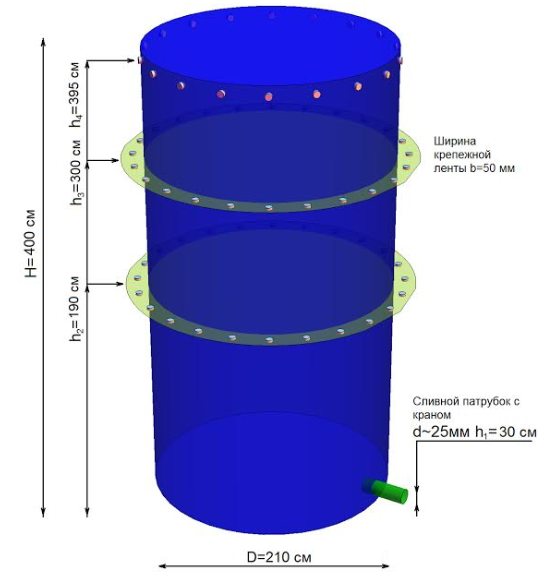 H=400 см
h₄=395 см
h₃=300 см
h₂=190 см
Ширина
крепежной
ленты b=50 мм
Сливной патрубок с
краном
d~25мм h₁=30 см
D=210 см